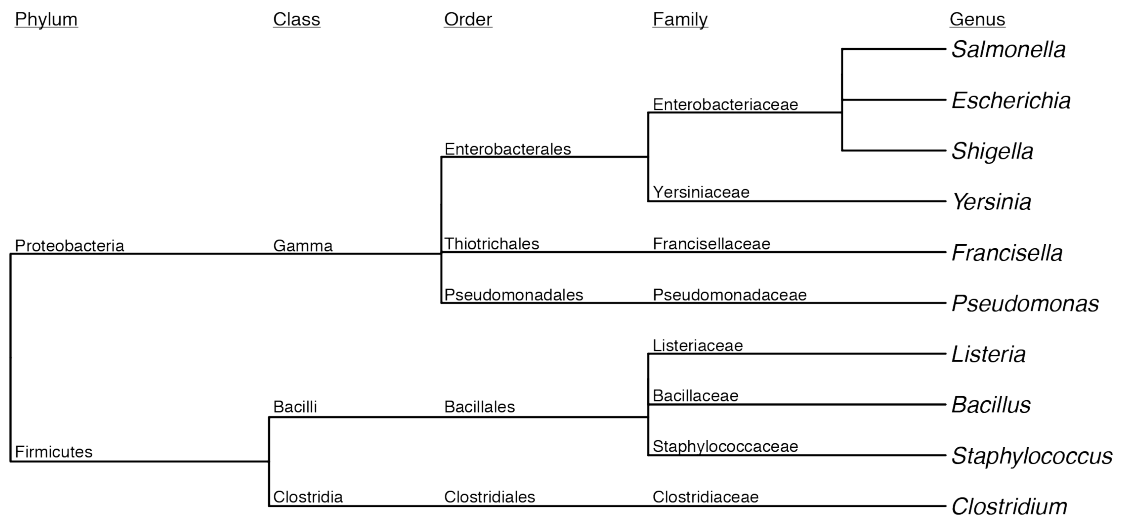 Phylum Class Order Family Genus
Salmonella
Enterobacteriaceae Escherichia
Enterobacterales Shigella
Yersiniaceae Yersinia
Proteobacteria Gamma Thiotrichales Francisellaceae Francisella
Pseudomonadales Pseudomonadaceae Pseudomonas
Listeriaceae Listeria
Bacilli Bacillales Bacillaceae Bacillus
Firmicutes Staphylococcaceae Staphylococcus
Clostridia Clostridiales Clostridiaceae Clostridium